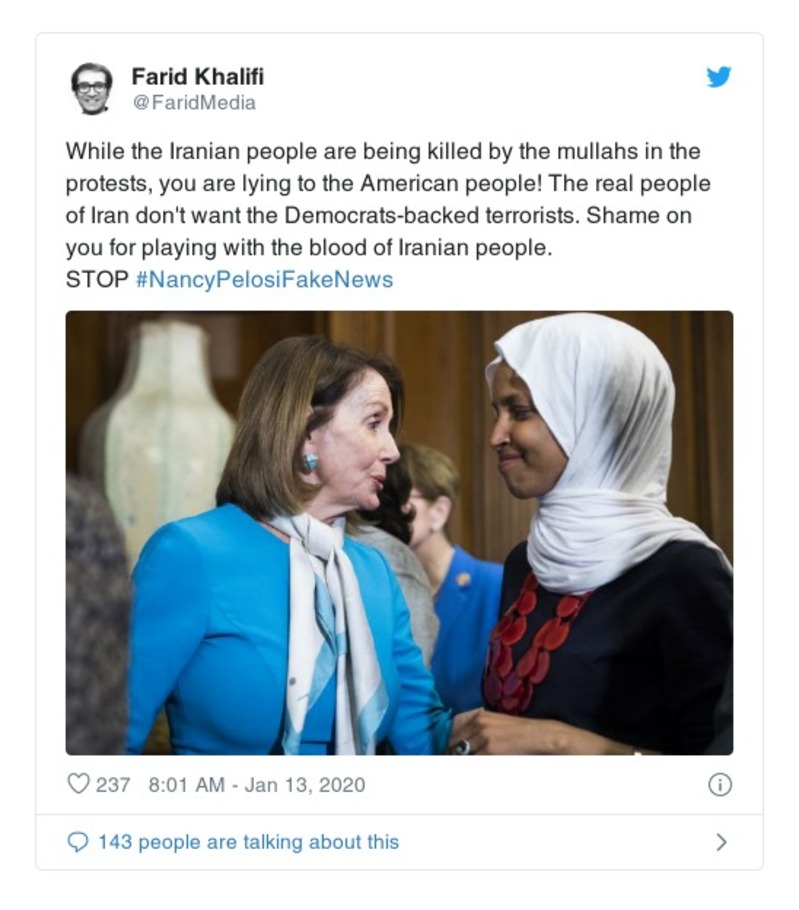 Farid Khalifi
@FaridMedia
While the Iranian people are being killed by the mullahs in the
protests, you are lying to the American people! The real people
of Iran don't want the Democrats-backed terrorists. Shame on
you for playing with the blood of Iranian people.
STOP #NancyPelosiFakeNews
237 8:01 AM - Jan 13, 2020
143 people are talking about this